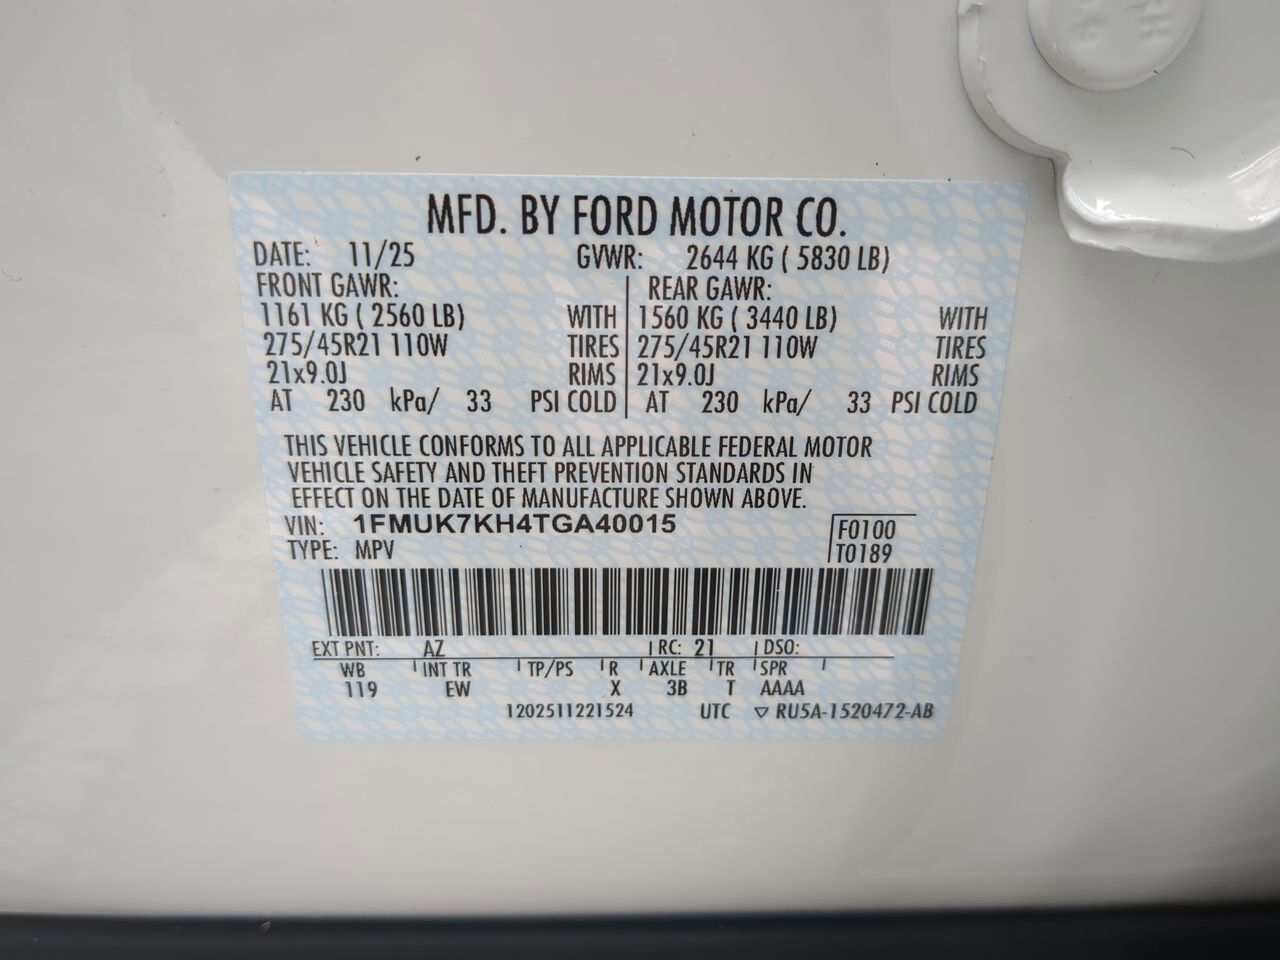 MFD. BY FORD MOTOR CO.
DATE: 11/25 GVWR: 2644 KG ( 5830 LB)
FRONT GAWR: REAR GAWR:
1161 KG ( 2560 LB) WITH 1560 KG ( 3440 LB) WITH
275/45R21 110W TIRES 275/45R21 110W TIRES
21x9.0J RIMS 21x9.0J RIMS
AT 230 kPa/ 33 PSI COLD AT 230 kPa/ 33 PSI COLD
THIS VEHICLE CONFORMS TO ALL APPLICABLE FEDERAL MOTOR
VEHICLE SAFETY AND THEFT PREVENTION STANDARDS IN
EFFECT ON THE DATE OF MANUFACTURE SHOWN ABOVE.
VIN: 1FMUK7KH4TGA40015 F0100
TYPE: MPV T0189
EXT PNT: AZ RC: 21 DSO:
WB INT TR TP/PS R AXLE TR SPR
119 EW X 3B T AAAA
1202511221524 UTC ▽ RU5A-1520472-AB